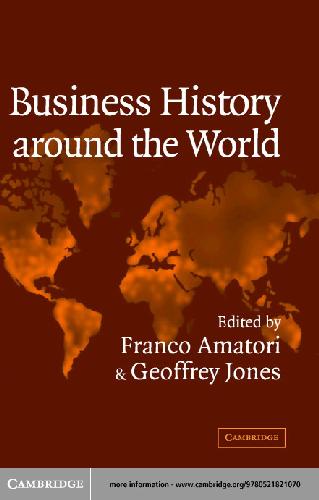 Business History
around the World
Edited by
Franco Amatori
& Geoffrey Jones
CAMBRIDGE
CAMBRIDGE more information - www.cambridge.org/9780521821070